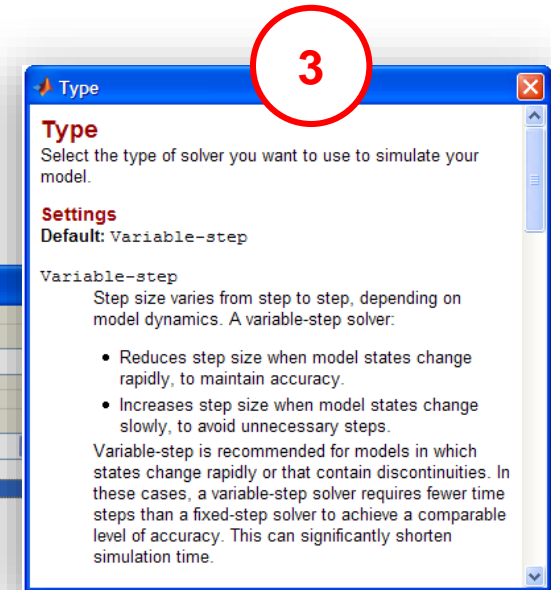 3
Type
Type
Select the type of solver you want to use to simulate your
model.
Settings
Default: Variable-step
Variable-step
Step size varies from step to step, depending on
model dynamics. A variable-step solver:
• Reduces step size when model states change
rapidly, to maintain accuracy.
• Increases step size when model states change
slowly, to avoid unnecessary steps.
Variable-step is recommended for models in which
states change rapidly or that contain discontinuities. In
these cases, a variable-step solver requires fewer time
steps than a fixed-step solver to achieve a comparable
level of accuracy. This can significantly shorten
simulation time.